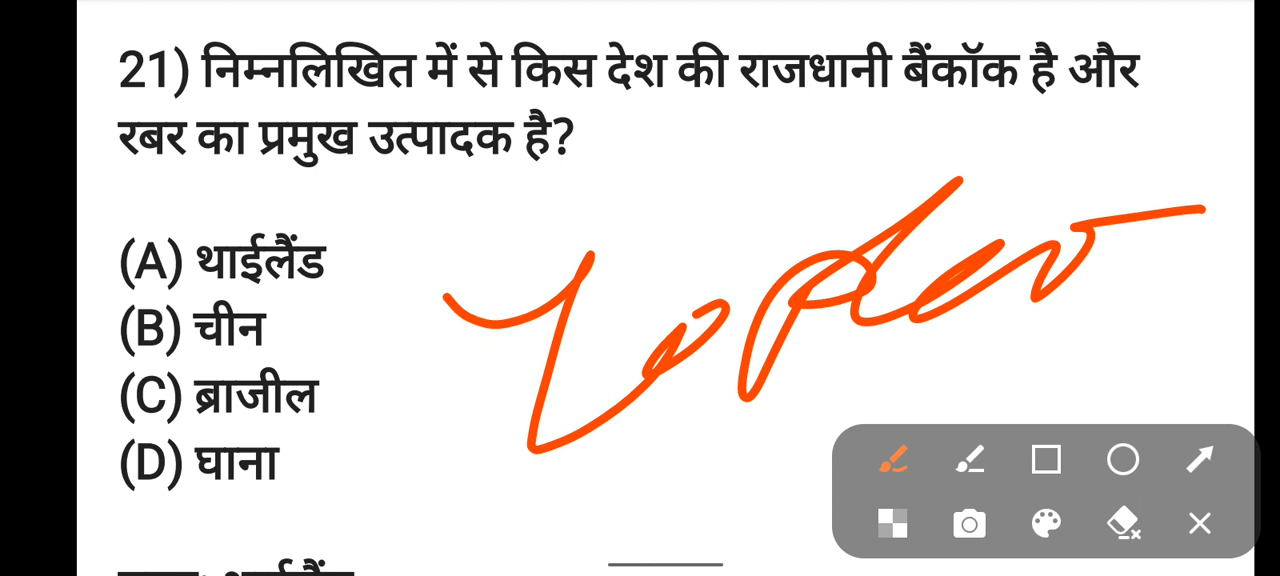 21) निम्नलिखित में से किस देश की राजधानी बैंकॉक है और
रबर का प्रमुख उत्पादक है?
(A) थाईलैंड
(B) चीन
(C) ब्राजील
(D) घाना